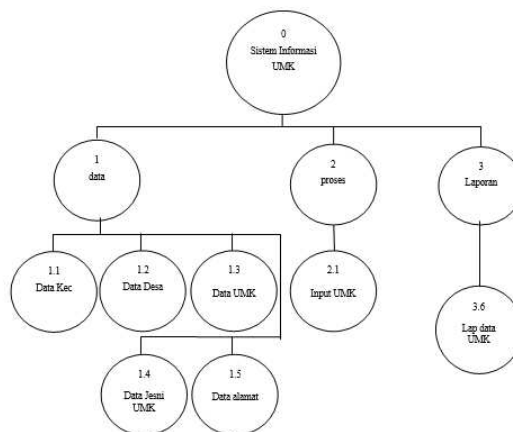 0
Sistem Informasi
UMK
1
data
2
proses
3
Laporan
1.1
Data Kec
1.2
Data Desa
1.3
Data UMK
2.1
Input UMK
3.6
Lap data
UMK
1.4
Data Jesni
UMK
1.5
Data alamat